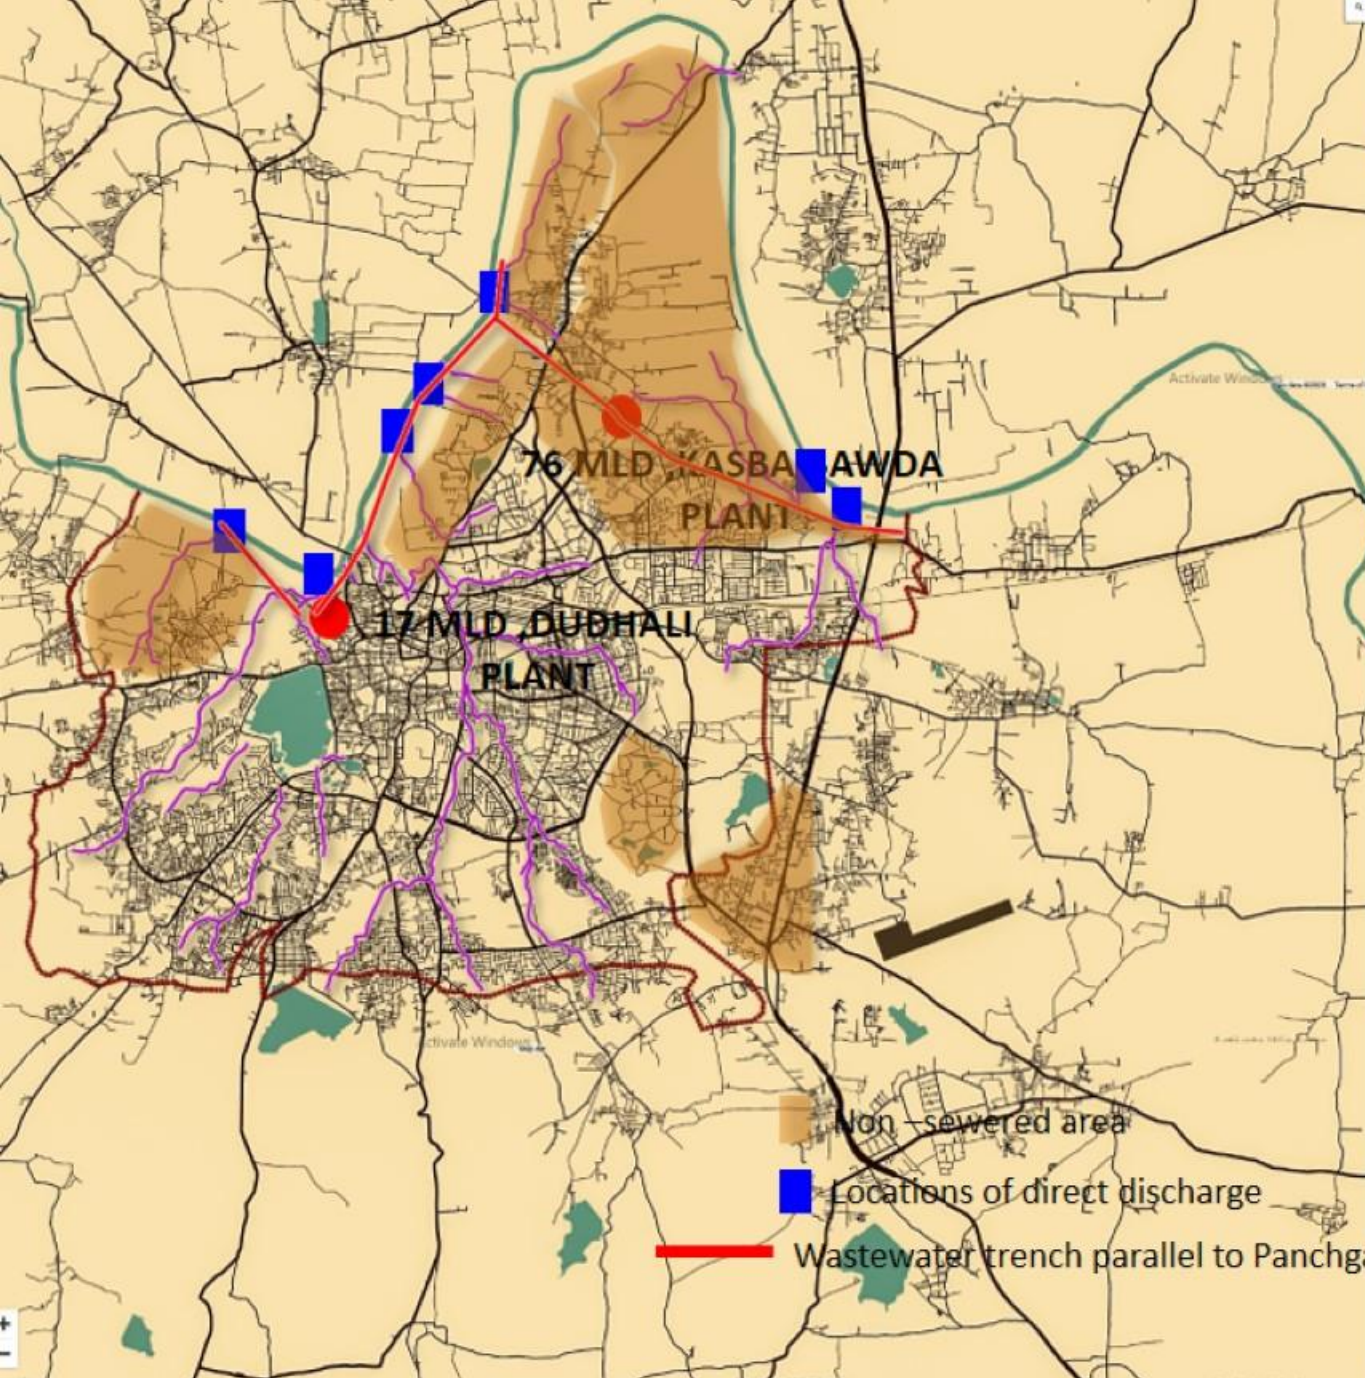 Activate Windows
76 MLD ,KASBA BAWDA
PLANT
17 MLD ,DUDHALI
PLANT
Activate Windows
Non –sewered area
Locations of direct discharge
Wastewater trench parallel to Panchga
+
−